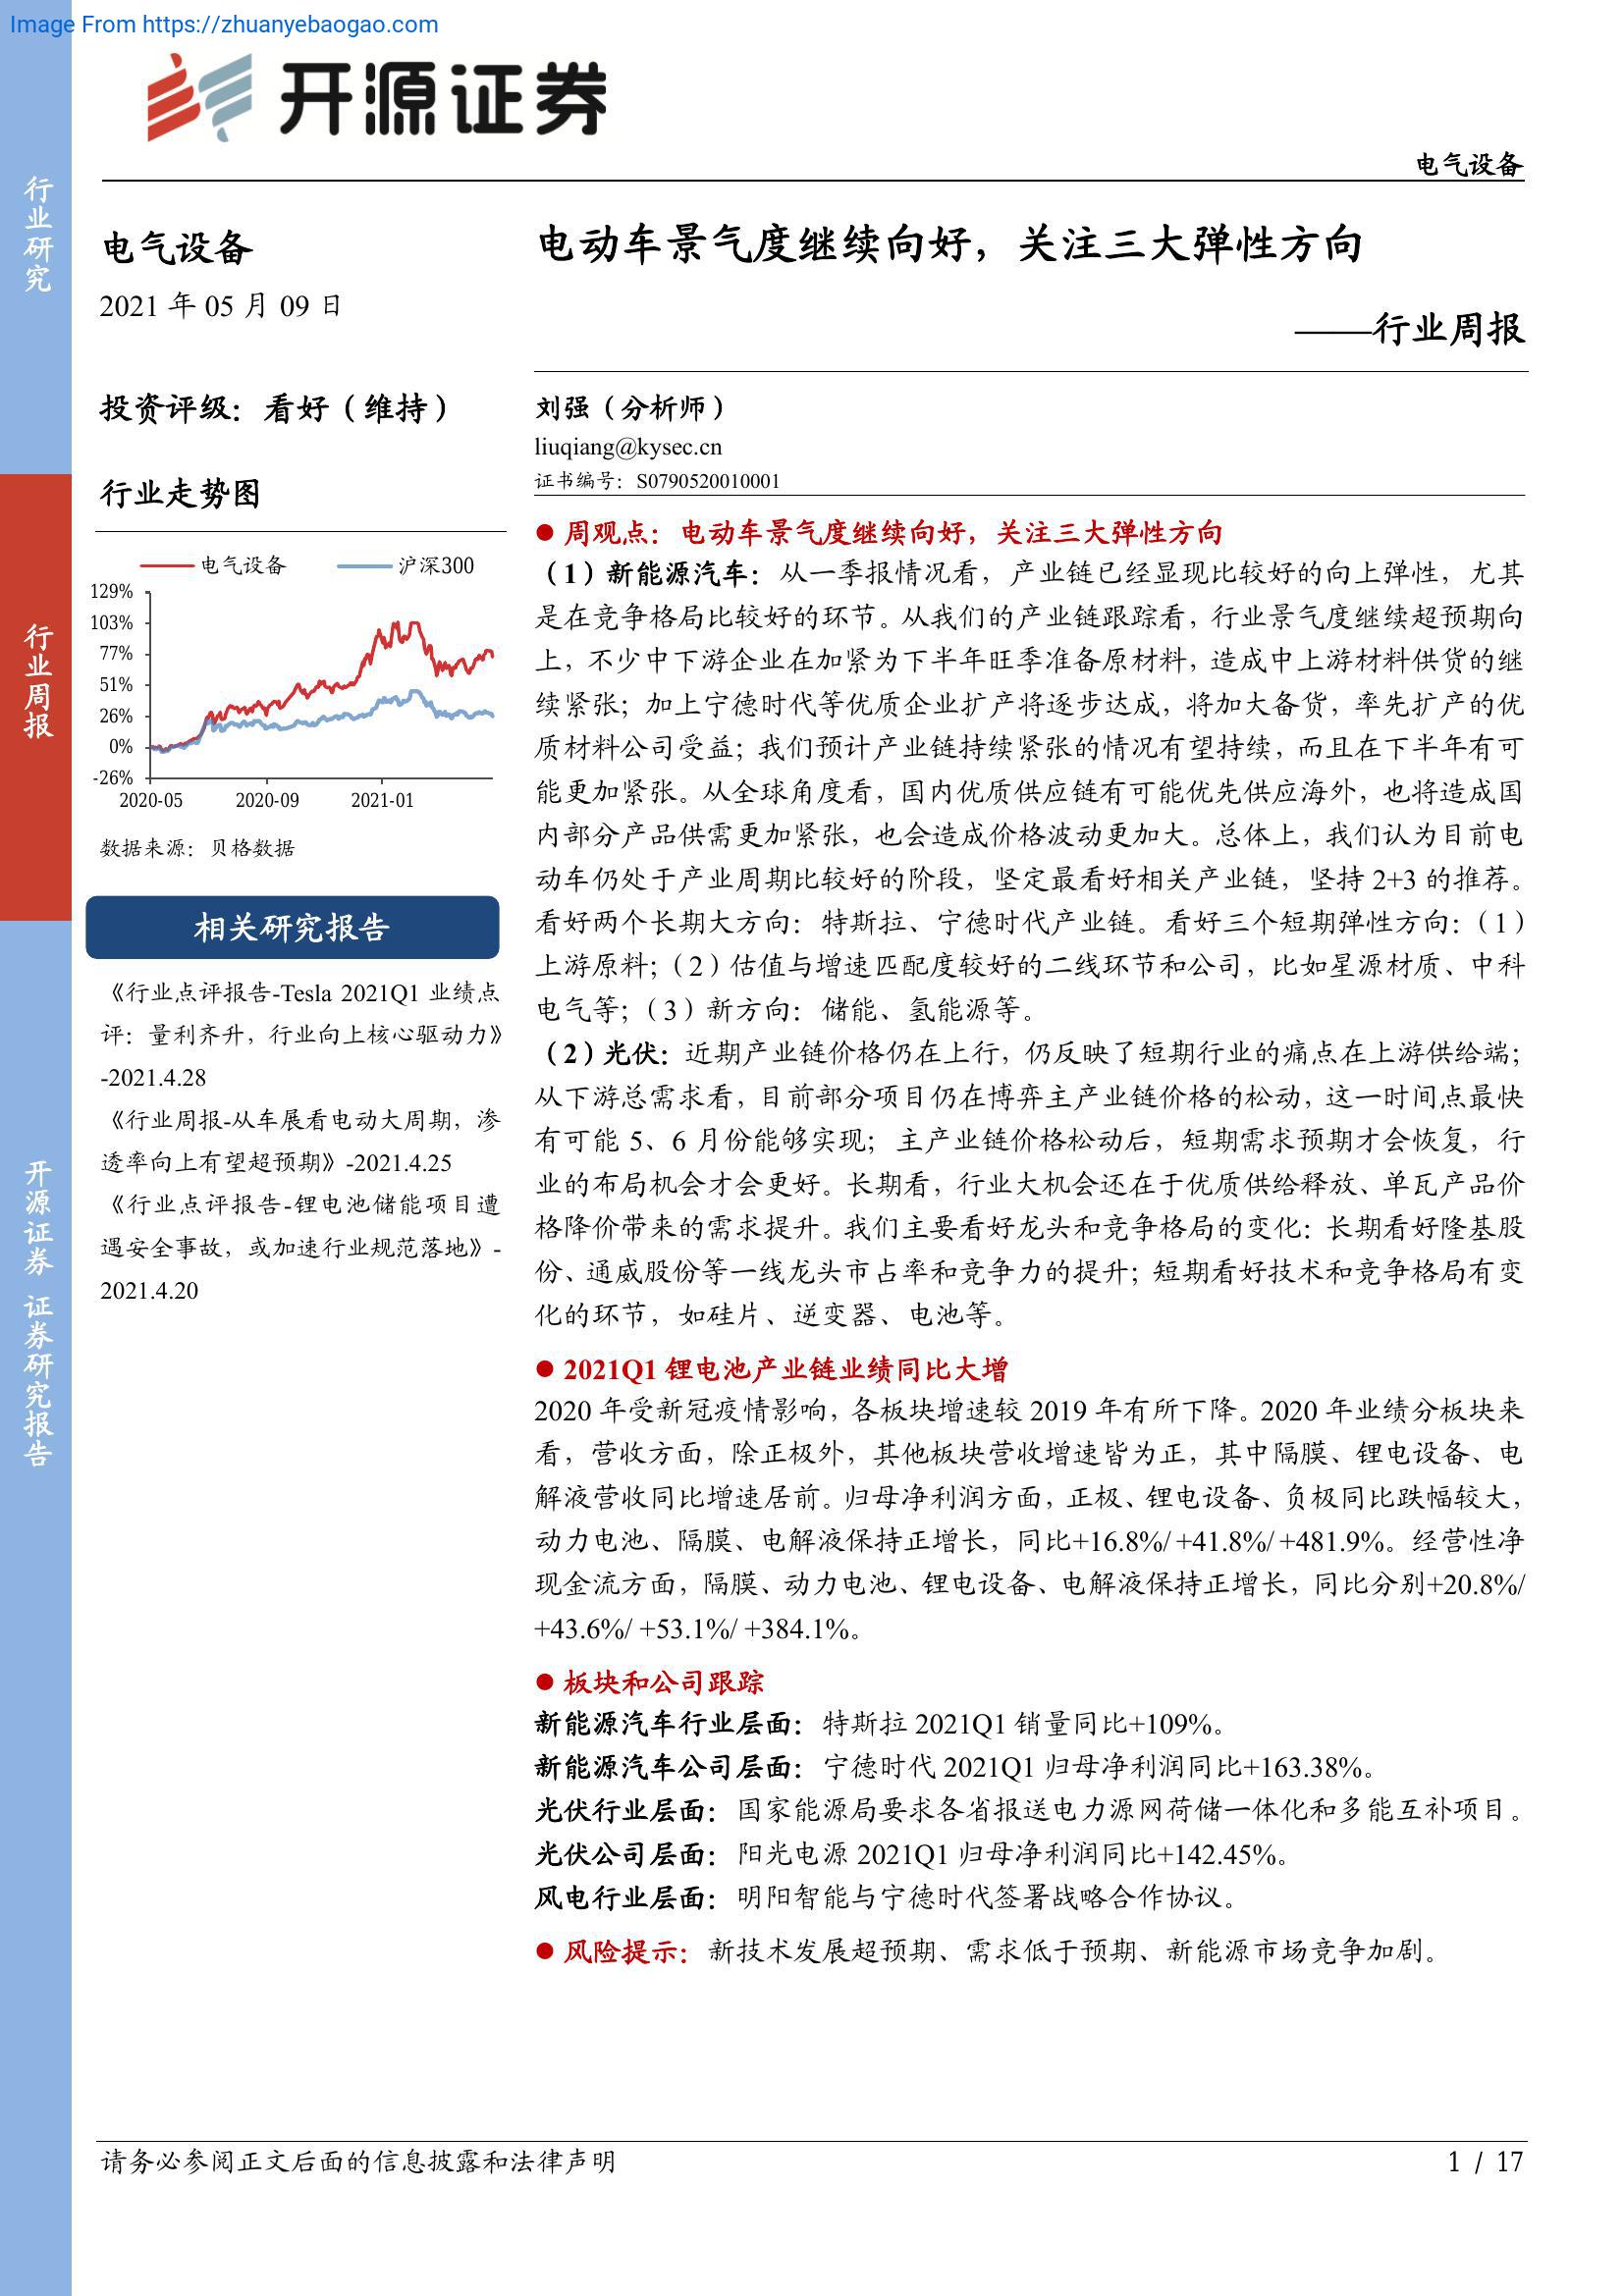 Image From https://zhuanyebaogao.com
开源证券
电气设备
行业研究
行业周报
开源证券 证券研究报告
电气设备
2021 年 05 月 09 日
投资评级：看好（维持）
行业走势图
电气设备 沪深300
129%
103%
77%
51%
26%
0%
-26%
2020-05 2020-09 2021-01
数据来源：贝格数据
相关研究报告
《行业点评报告-Tesla 2021Q1 业绩点
评：量利齐升，行业向上核心驱动力》
-2021.4.28
《行业周报-从车展看电动大周期，渗
透率向上有望超预期》-2021.4.25
《行业点评报告-锂电池储能项目遭
遇安全事故，或加速行业规范落地》-
2021.4.20
电动车景气度继续向好，关注三大弹性方向
——行业周报
刘强（分析师）
liuqiang@kysec.cn
证书编号：S0790520010001
● 周观点：电动车景气度继续向好，关注三大弹性方向
（1）新能源汽车：从一季报情况看，产业链已经显现比较好的向上弹性，尤其
是在竞争格局比较好的环节。从我们的产业链跟踪看，行业景气度继续超预期向
上，不少中下游企业在加紧为下半年旺季准备原材料，造成中上游材料供货的继
续紧张；加上宁德时代等优质企业扩产将逐步达成，将加大备货，率先扩产的优
质材料公司受益；我们预计产业链持续紧张的情况有望持续，而且在下半年有可
能更加紧张。从全球角度看，国内优质供应链有可能优先供应海外，也将造成国
内部分产品供需更加紧张，也会造成价格波动更加大。总体上，我们认为目前电
动车仍处于产业周期比较好的阶段，坚定最看好相关产业链，坚持 2+3 的推荐。
看好两个长期大方向：特斯拉、宁德时代产业链。看好三个短期弹性方向：（1）
上游原料；（2）估值与增速匹配度较好的二线环节和公司，比如星源材质、中科
电气等；（3）新方向：储能、氢能源等。
（2）光伏：近期产业链价格仍在上行，仍反映了短期行业的痛点在上游供给端；
从下游总需求看，目前部分项目仍在博弈主产业链价格的松动，这一时间点最快
有可能 5、6 月份能够实现；主产业链价格松动后，短期需求预期才会恢复，行
业的布局机会才会更好。长期看，行业大机会还在于优质供给释放、单瓦产品价
格降价带来的需求提升。我们主要看好龙头和竞争格局的变化：长期看好隆基股
份、通威股份等一线龙头市占率和竞争力的提升；短期看好技术和竞争格局有变
化的环节，如硅片、逆变器、电池等。
● 2021Q1 锂电池产业链业绩同比大增
2020 年受新冠疫情影响，各板块增速较 2019 年有所下降。2020 年业绩分板块来
看，营收方面，除正极外，其他板块营收增速皆为正，其中隔膜、锂电设备、电
解液营收同比增速居前。归母净利润方面，正极、锂电设备、负极同比跌幅较大，
动力电池、隔膜、电解液保持正增长，同比+16.8%/ +41.8%/ +481.9%。经营性净
现金流方面，隔膜、动力电池、锂电设备、电解液保持正增长，同比分别+20.8%/
+43.6%/ +53.1%/ +384.1%。
● 板块和公司跟踪
新能源汽车行业层面：特斯拉 2021Q1 销量同比+109%。
新能源汽车公司层面：宁德时代 2021Q1 归母净利润同比+163.38%。
光伏行业层面：国家能源局要求各省报送电力源网荷储一体化和多能互补项目。
光伏公司层面：阳光电源 2021Q1 归母净利润同比+142.45%。
风电行业层面：明阳智能与宁德时代签署战略合作协议。
● 风险提示：新技术发展超预期、需求低于预期、新能源市场竞争加剧。
请务必参阅正文后面的信息披露和法律声明
1 / 17